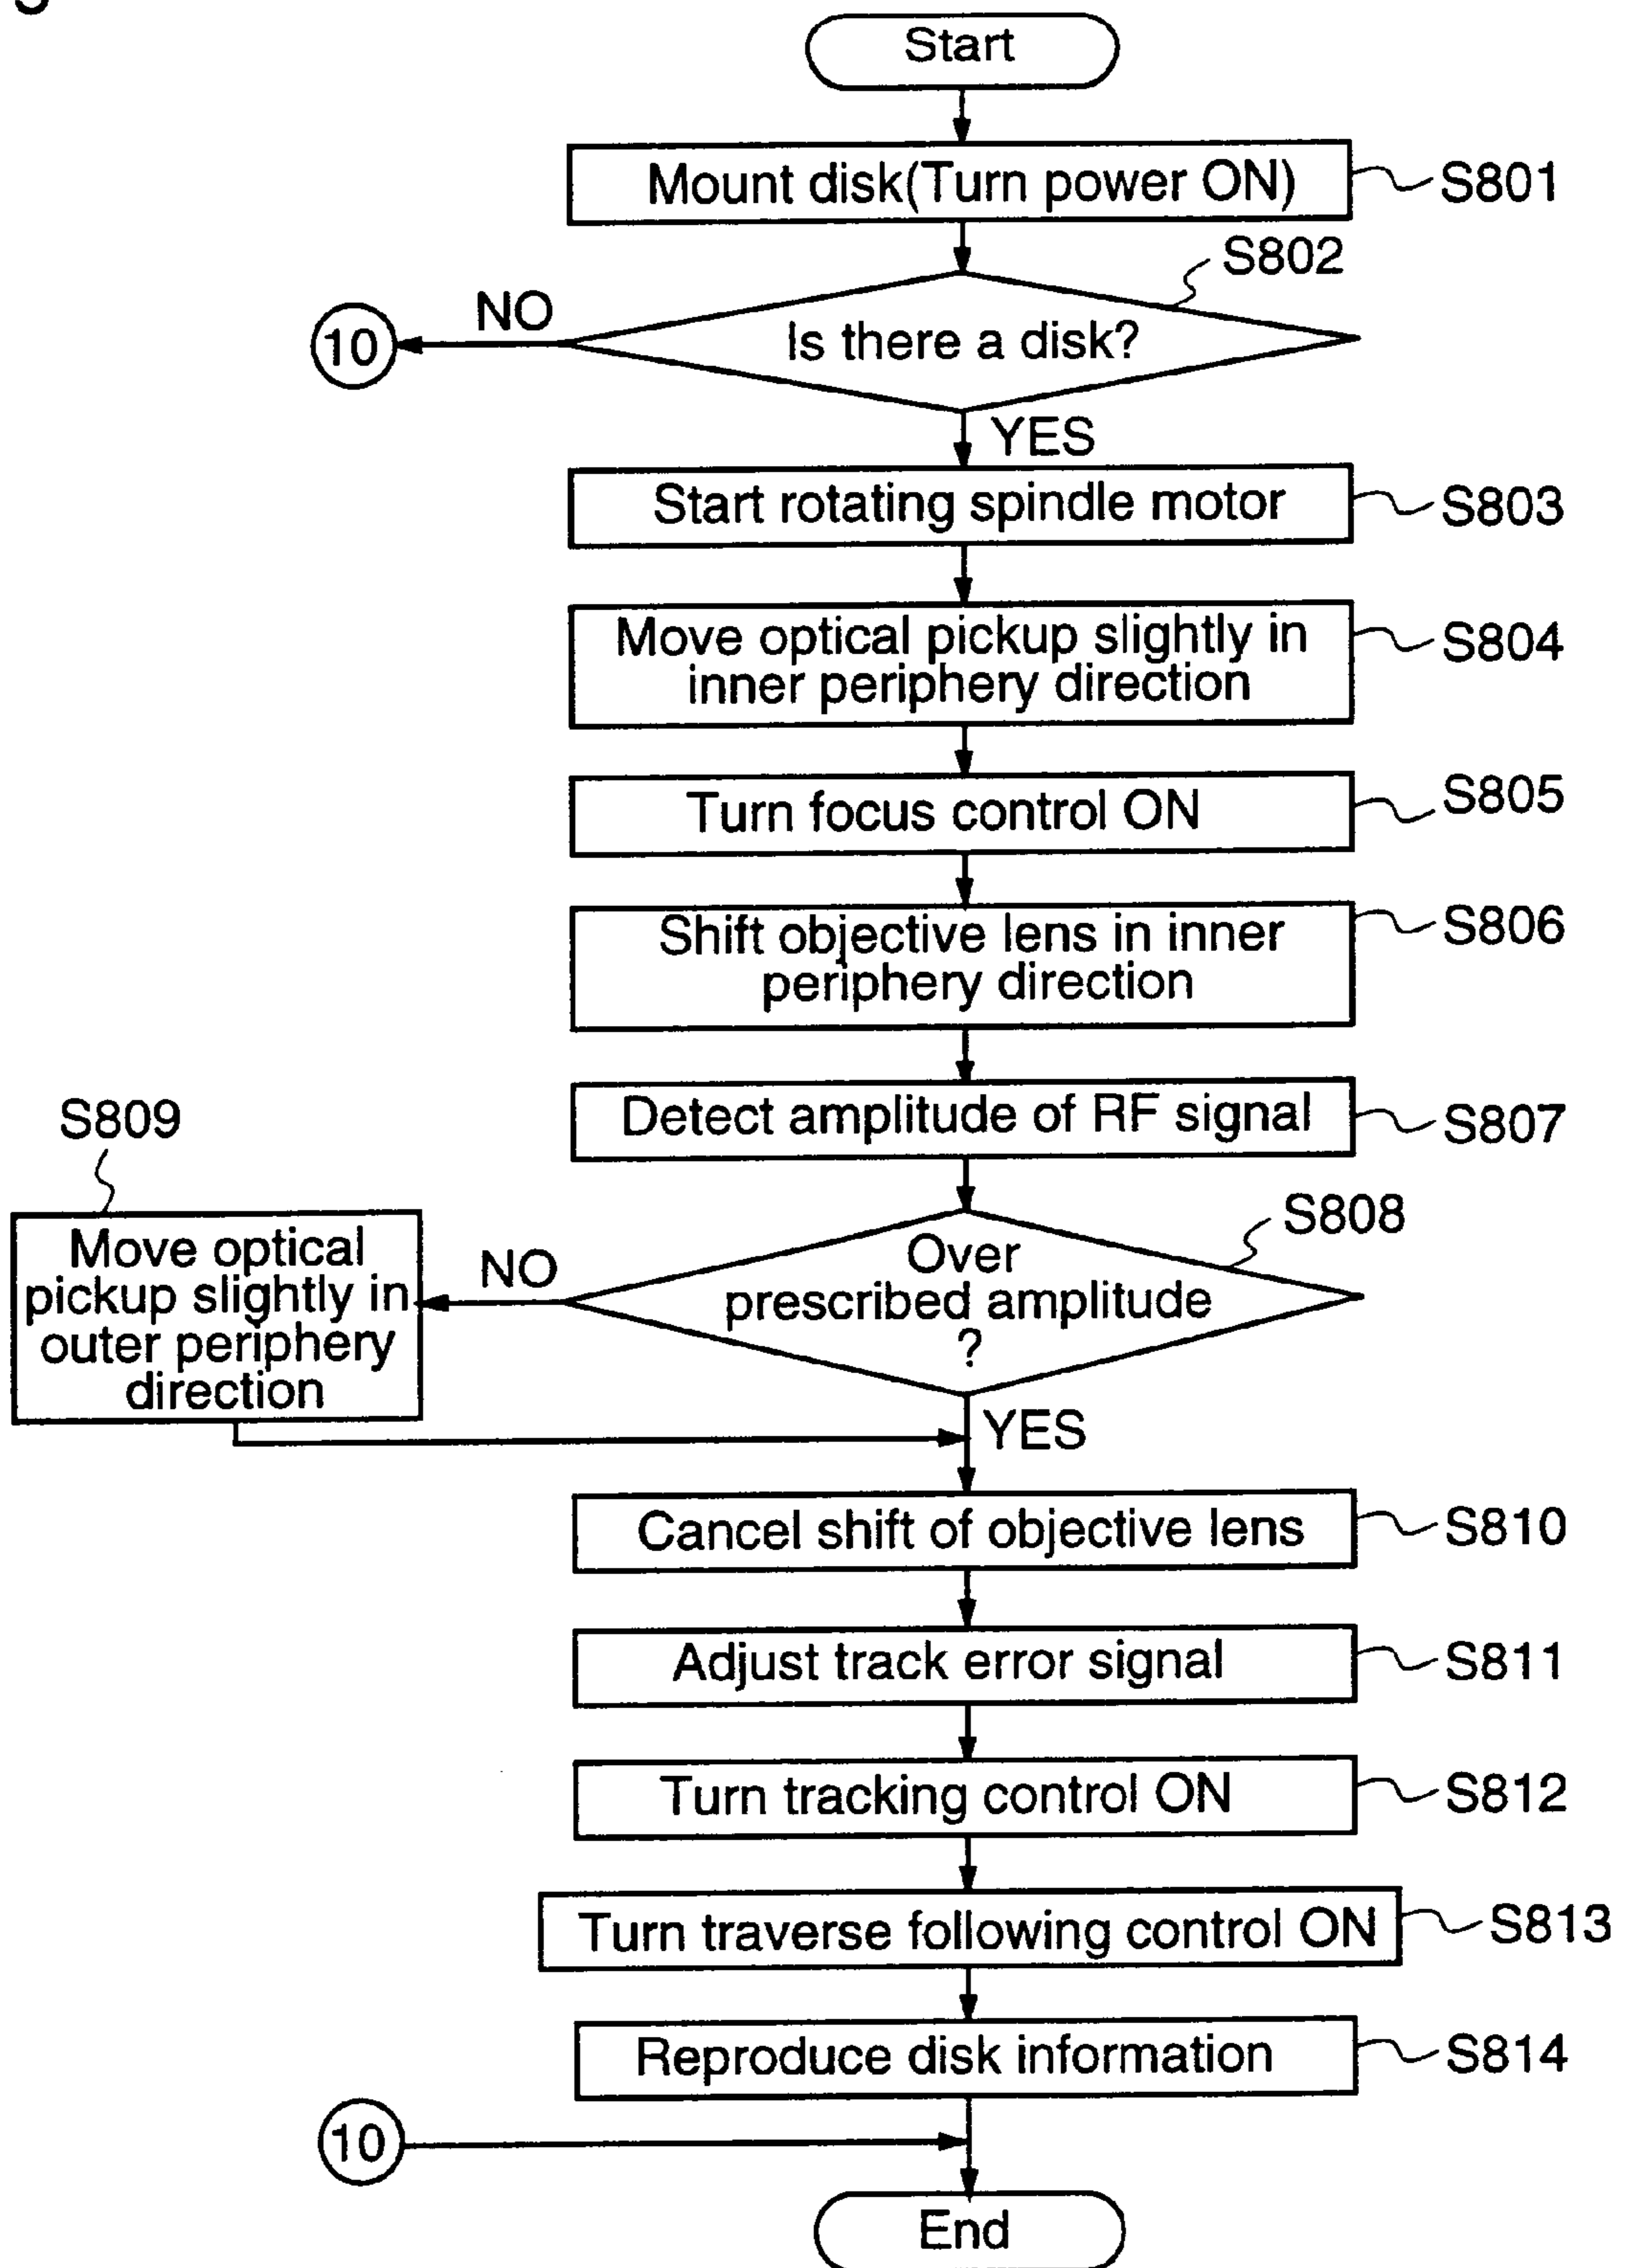 Start
Mount disk(Turn power ON)
S801
S802
NO
10
Is there a disk?
YES
Start rotating spindle motor
S803
Move optical pickup slightly in
inner periphery direction
S804
Turn focus control ON
S805
Shift objective lens in inner
periphery direction
S806
Detect amplitude of RF signal
S807
S809
Move optical
pickup slightly in
outer periphery
direction
NO
S808
Over
prescribed amplitude
?
YES
Cancel shift of objective lens
S810
Adjust track error signal
S811
Turn tracking control ON
S812
Turn traverse following control ON
S813
Reproduce disk information
S814
10
End